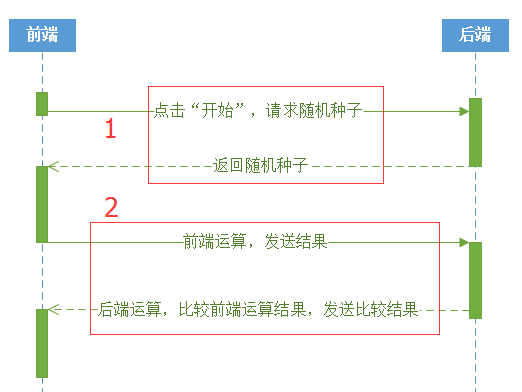 前端
后端
点击“开始”，请求随机种子
1
返回随机种子
2
前端运算，发送结果
后端运算，比较前端运算结果，发送比较结果